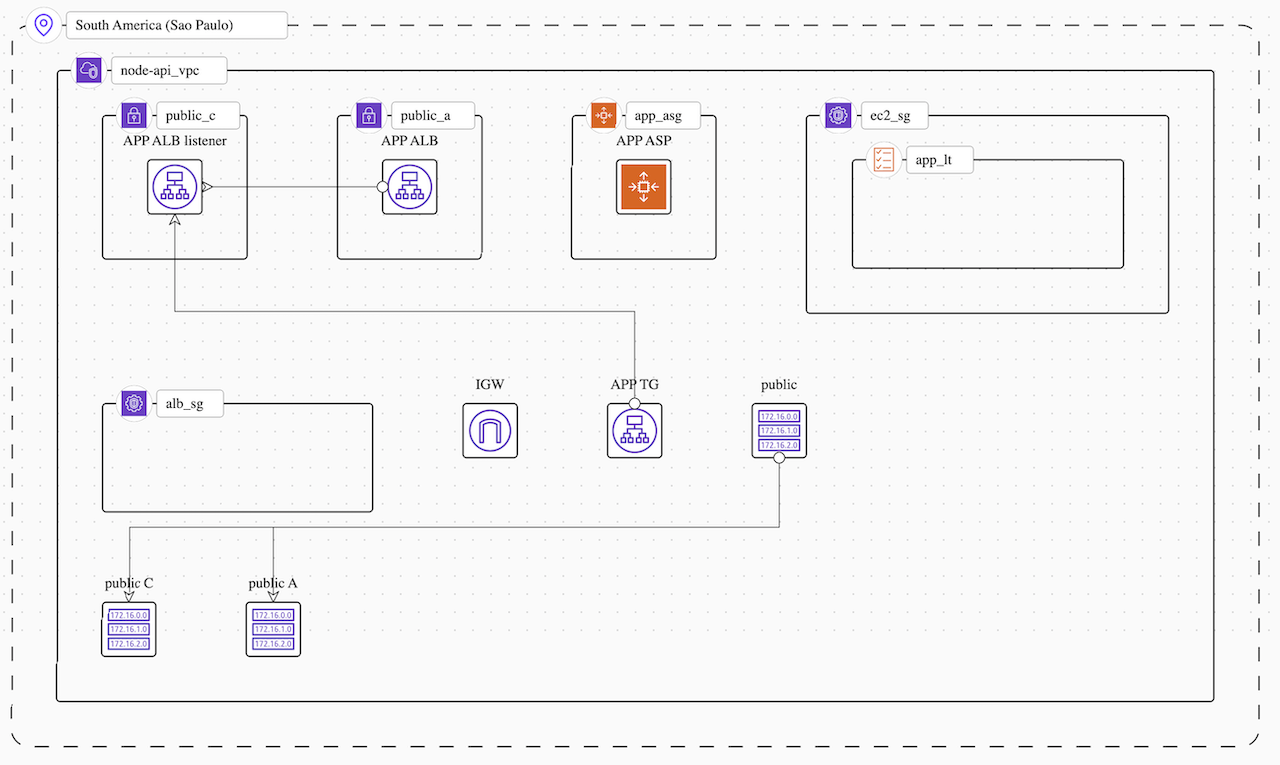 South America (Sao Paulo)
node-api_vpc
public_c
public_a
app_asg
ec2_sg
APP ALB listener
APP ALB
APP ASP
app_lt
IGW
APP TG
public
alb_sg
172.16.0.0
172.16.1.0
172.16.2.0
public C
public A
172.16.0.0
172.16.1.0
172.16.2.0
172.16.0.0
172.16.1.0
172.16.2.0